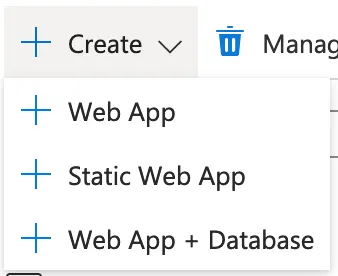 Create
Manag
Web App
Static Web App
Web App + Database